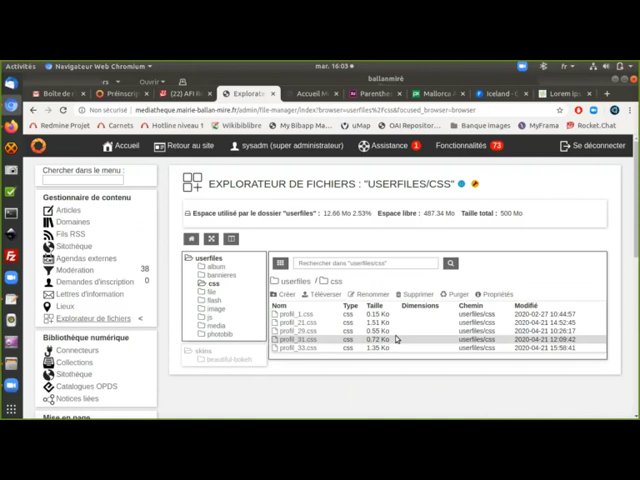 Activités Navigateur Web Chromium mar. 16:03 fr
ballanmiré
Ouvrir
Boîte de Préinscrip (22) AFI R Explorate Accueil M Parenthes Mallorca Iceland - C Lorem ips
Non sécurisé | mediatheque.mairie-ballan-mire.fr/admin/file-manager/index?browser=userfiles%2Fcss&focused_browser=browser
Redmine Projet Carnets Hotline niveau 1 Wikibiblibre My Bibapp Ma uMap OAI Repositor... Banque images MyFrama Rocket.Chat
Accueil Retour au site sysadm (super administrateur) Assistance 1 Fonctionnalités 73 Se déconnecter
Chercher dans le menu :
Gestionnaire de contenu
Articles
Domaines
Fils RSS
Sitothèque
Agendas externes
Modération 38
Demandes d'inscription 0
Lettres d'information
Lieux
Explorateur de fichiers <
Bibliothèque numérique
Connecteurs
Collections
Sitothèque
Catalogues OPDS
Notices liées
Mise en page
EXPLORATEUR DE FICHIERS : "USERFILES/CSS"
Espace utilisé par le dossier "userfiles" : 12.66 Mo 2.53% Espace libre : 487.34 Mo Taille total : 500 Mo
userfiles
album
bannieres
css
file
flash
image
js
media
photobib
skins
Rechercher dans "userfiles/css"
userfiles / css
Créer Téléverser Renommer Supprimer Purger Propriétés
Nom Type Taille Dimensions Chemin Modifié
profil_1.css css 0.15 Ko userfiles/css 2020-02-27 10:44:57
profil_21.css css 1.51 Ko userfiles/css 2020-04-21 14:52:45
profil_29.css css 0.55 Ko userfiles/css 2020-04-21 10:26:17
profil_31.css css 0.72 Ko userfiles/css 2020-04-21 12:09:42
profil_33.css css 1.35 Ko userfiles/css 2020-04-21 15:58:41